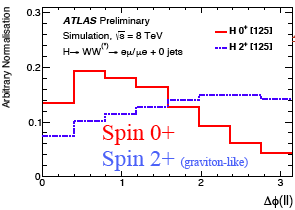 Arbitrary Normalisation
0.3
0.2
0.1
0
ATLAS Preliminary
Simulation, √s = 8 TeV
H→ WW(*)→ eμ/μe + 0 jets
H 0⁺ [125]
H 2⁺ [125]
Spin 0+
Spin 2+ (graviton-like)
0 1 2 3
Δϕ(ll)